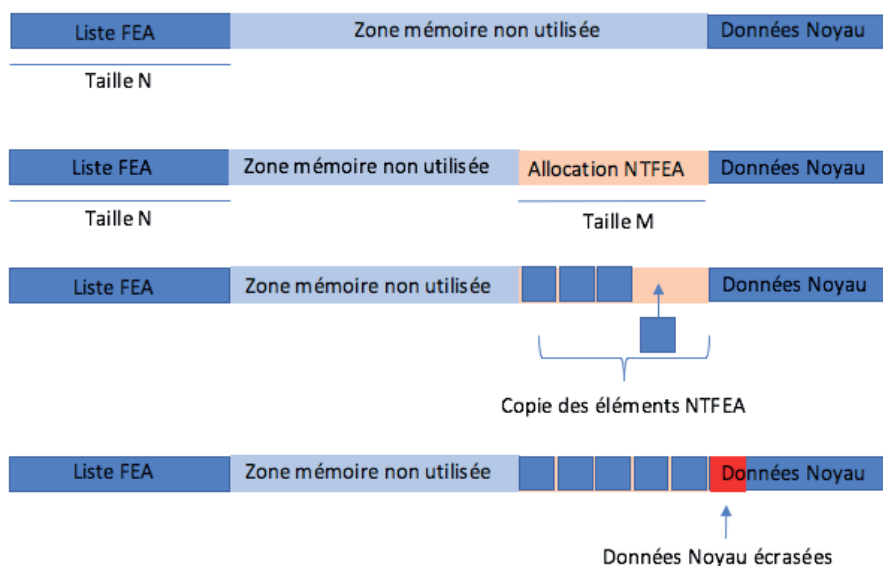 Liste FEA
Zone mémoire non utilisée
Données Noyau
Taille N
Liste FEA
Zone mémoire non utilisée
Allocation NTFEA
Données Noyau
Taille N
Taille M
Liste FEA
Zone mémoire non utilisée
Données Noyau
Copie des éléments NTFEA
Liste FEA
Zone mémoire non utilisée
Données Noyau
Données Noyau écrasées